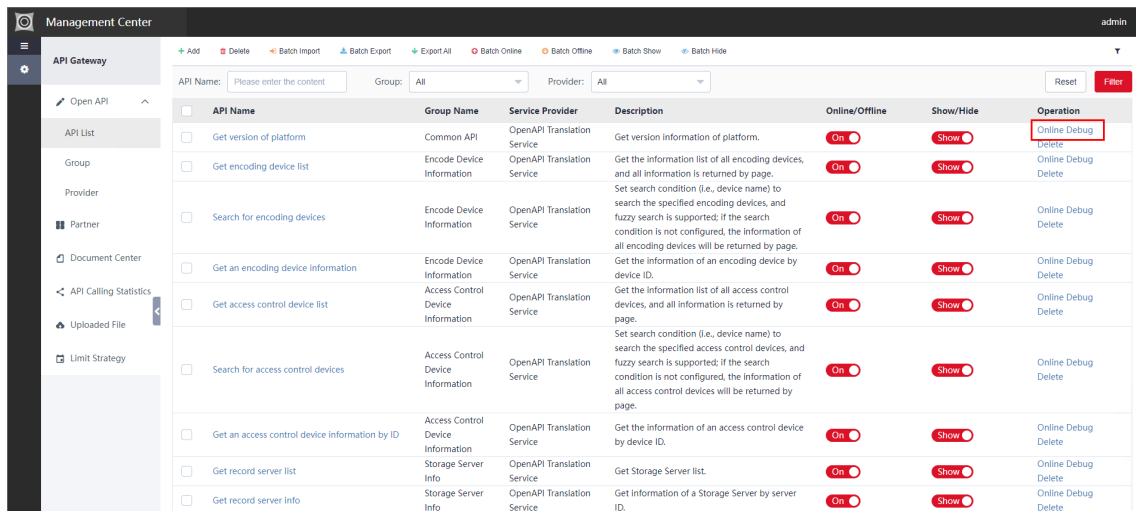 Management Center
admin
API Gateway
Open API
API List
Group
Provider
Partner
Document Center
API Calling Statistics
Uploaded File
Limit Strategy
+ Add Delete Batch Import Batch Export Export All Batch Online Batch Offline Batch Show Batch Hide
API Name: Please enter the content Group: All Provider: All Reset Filter
API Name Group Name Service Provider Description Online/Offline Show/Hide Operation
Get version of platform
Common API
OpenAPI Translation
Service
Get version information of platform.
On
Show
Online Debug
Delete
Get encoding device list
Encode Device
Information
OpenAPI Translation
Service
Get the information list of all encoding devices,
and all information is returned by page.
On
Show
Online Debug
Delete
Search for encoding devices
Encode Device
Information
OpenAPI Translation
Service
Set search condition (i.e., device name) to
search the specified encoding devices, and
fuzzy search is supported; if the search
condition is not configured, the information of
all encoding devices will be returned by page.
On
Show
Online Debug
Delete
Get an encoding device information
Encode Device
Information
OpenAPI Translation
Service
Get the information of an encoding device by
device ID.
On
Show
Online Debug
Delete
Get access control device list
Access Control
Device
Information
OpenAPI Translation
Service
Get the information list of all access control
devices, and all information is returned by
page.
On
Show
Online Debug
Delete
Search for access control devices
Access Control
Device
Information
OpenAPI Translation
Service
Set search condition (i.e., device name) to
search the specified access control devices, and
fuzzy search is supported; if the search
condition is not configured, the information of
all access control devices will be returned by
page.
On
Show
Online Debug
Delete
Get an access control device information by ID
Access Control
Device
Information
OpenAPI Translation
Service
Get the information of an access control device
by device ID.
On
Show
Online Debug
Delete
Get record server list
Storage Server
Info
OpenAPI Translation
Service
Get Storage Server list.
On
Show
Online Debug
Delete
Get record server info
Storage Server
Info
OpenAPI Translation
Service
Get information of a Storage Server by server
ID.
On
Show
Online Debug
Delete